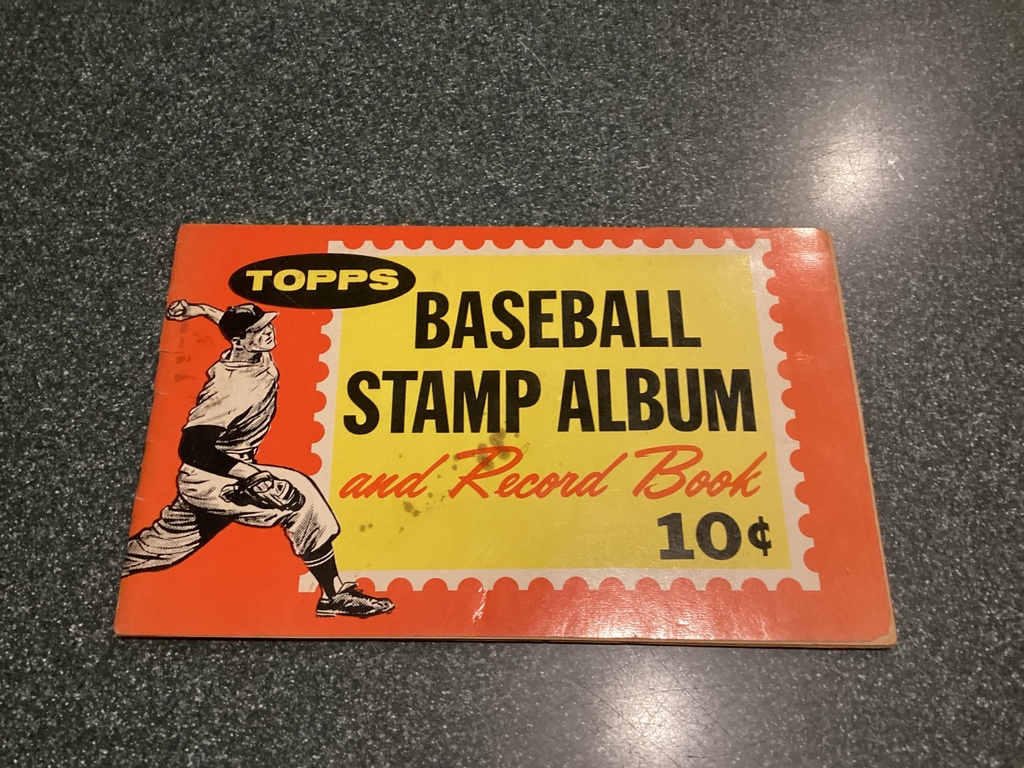 TOPPS
BASEBALL
STAMP ALBUM
and Record Book
10¢